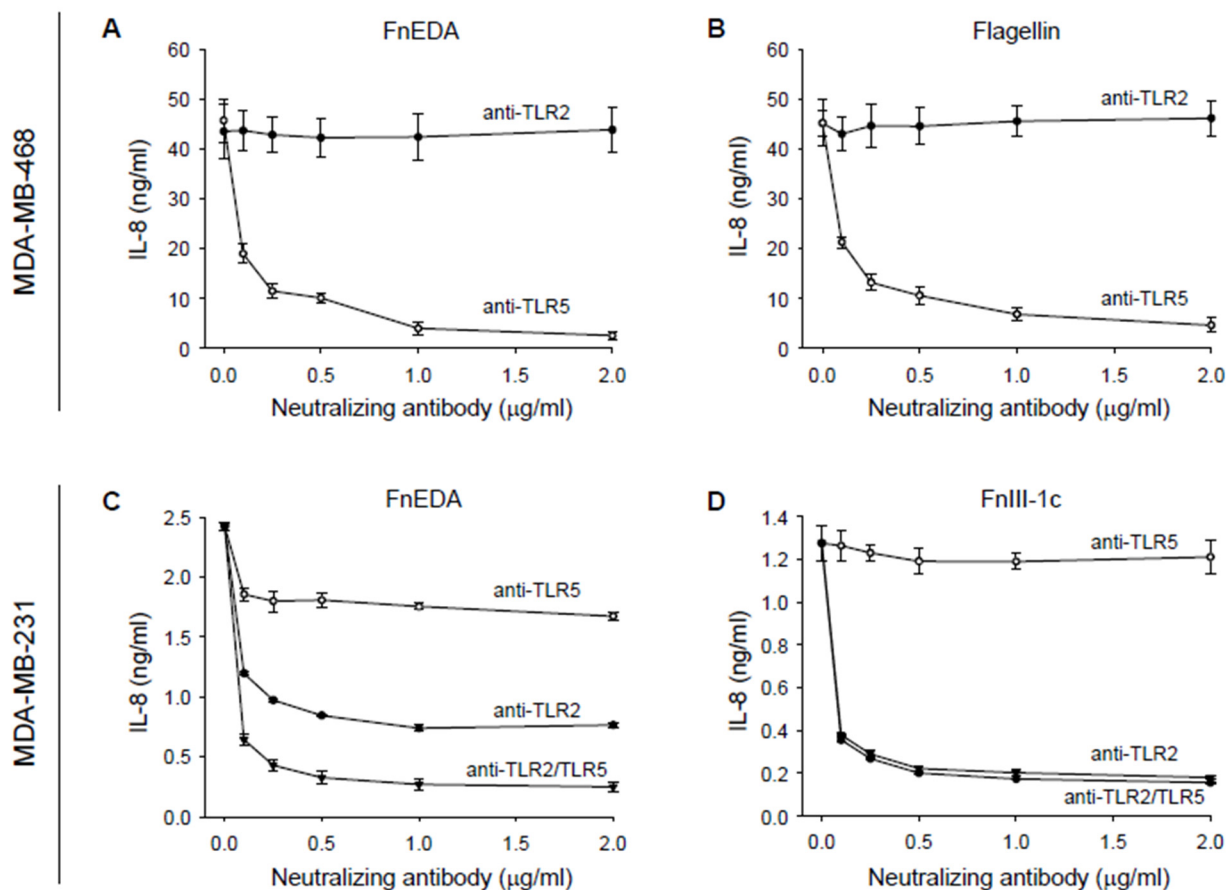 MDA-MB-468
A
FnEDA
60
50
40
30
20
10
0
IL-8 (ng/ml)
anti-TLR2
anti-TLR5
0.0 0.5 1.0 1.5 2.0
Neutralizing antibody (μg/ml)
B
Flagellin
60
50
40
30
20
10
0
IL-8 (ng/ml)
anti-TLR2
anti-TLR5
0.0 0.5 1.0 1.5 2.0
Neutralizing antibody (μg/ml)
MDA-MB-231
C
FnEDA
2.5
2.0
1.5
1.0
0.5
0.0
IL-8 (ng/ml)
anti-TLR5
anti-TLR2
anti-TLR2/TLR5
0.0 0.5 1.0 1.5 2.0
Neutralizing antibody (μg/ml)
D
FnIII-1c
1.4
1.2
1.0
0.8
0.6
0.4
0.2
0.0
IL-8 (ng/ml)
anti-TLR5
anti-TLR2
anti-TLR2/TLR5
0.0 0.5 1.0 1.5 2.0
Neutralizing antibody (μg/ml)